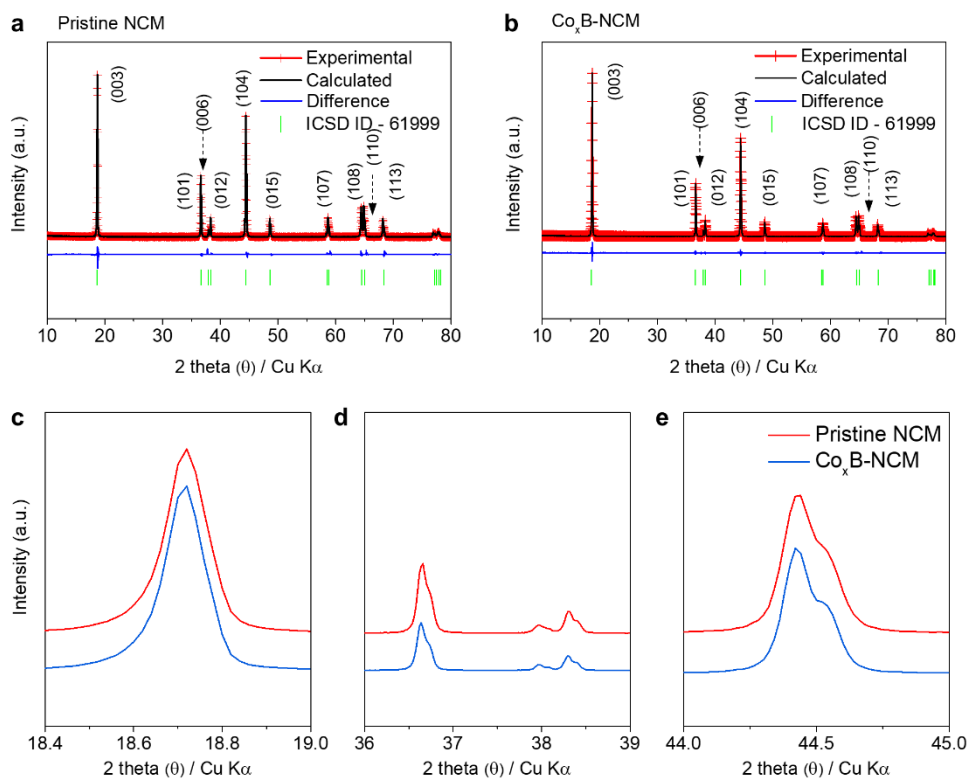 a Pristine NCM
Experimental
Calculated
Difference
ICSD ID - 61999
(003)
(101)
(006)
(012)
(104)
(015)
(107)
(108)
(110)
(113)
Intensity (a.u.)
10 20 30 40 50 60 70 80
2 theta (θ) / Cu Kα
b CoₓB-NCM
Experimental
Calculated
Difference
ICSD ID - 61999
(003)
(101)
(006)
(012)
(104)
(015)
(107)
(108)
(110)
(113)
Intensity (a.u.)
10 20 30 40 50 60 70 80
2 theta (θ) / Cu Kα
c
Intensity (a.u.)
18.4 18.6 18.8 19.0
2 theta (θ) / Cu Kα
d
36 37 38 39
2 theta (θ) / Cu Kα
e
Pristine NCM
CoₓB-NCM
44.0 44.5 45.0
2 theta (θ) / Cu Kα